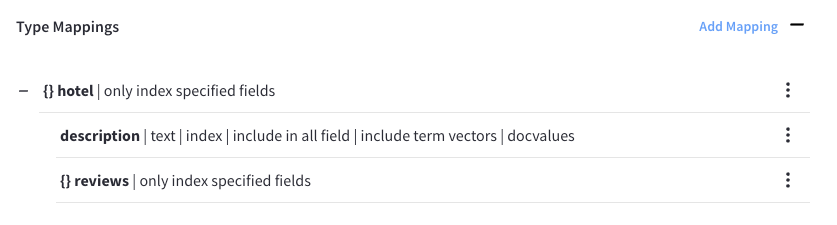 Type Mappings
Add Mapping
{} hotel | only index specified fields
description | text | index | include in all field | include term vectors | docvalues
{} reviews | only index specified fields